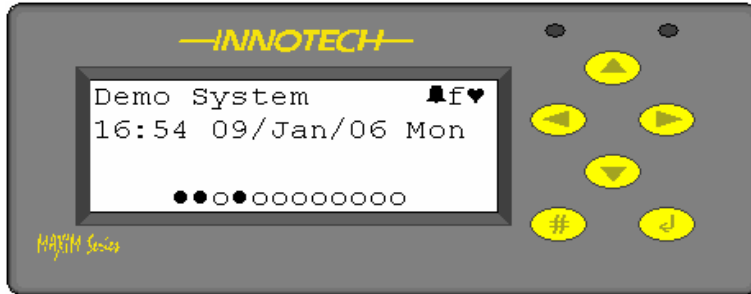 INNOTECH
Demo System f
16:54 09/Jan/06 Mon
MAXIM Series
#